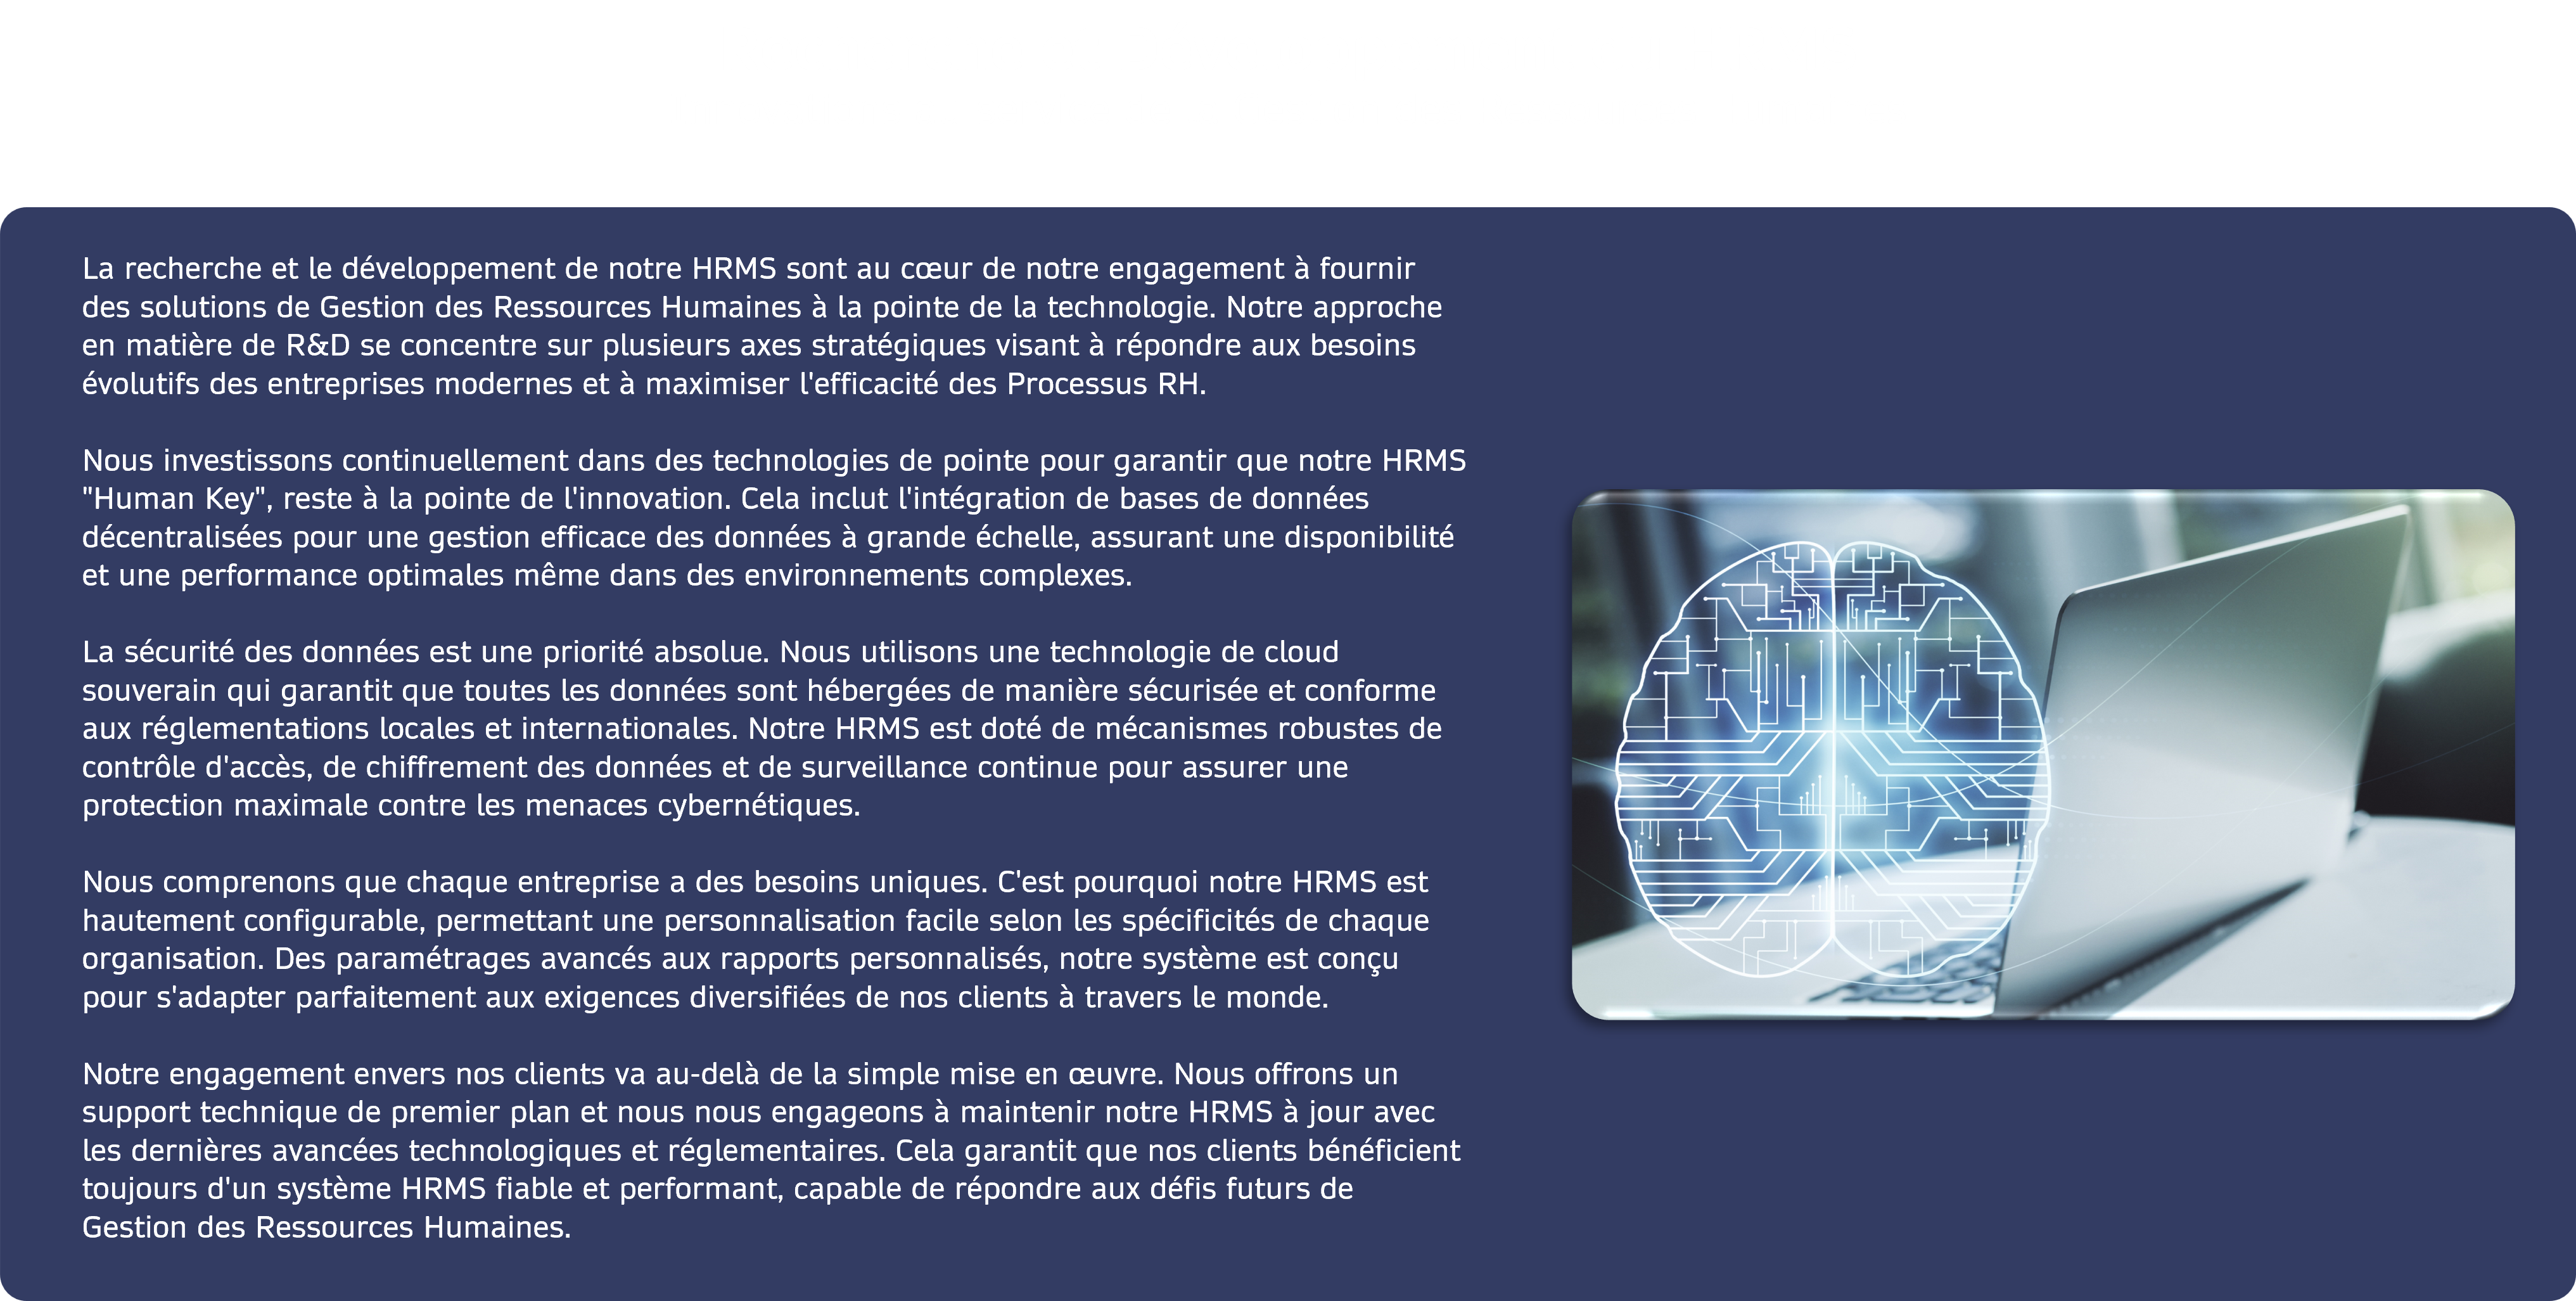 La recherche et le développement de notre HRMS sont au cœur de notre engagement à fournir
des solutions de Gestion des Ressources Humaines à la pointe de la technologie. Notre approche
en matière de R&D se concentre sur plusieurs axes stratégiques visant à répondre aux besoins
évolutifs des entreprises modernes et à maximiser l'efficacité des Processus RH.
Nous investissons continuellement dans des technologies de pointe pour garantir que notre HRMS
"Human Key", reste à la pointe de l'innovation. Cela inclut l'intégration de bases de données
décentralisées pour une gestion efficace des données à grande échelle, assurant une disponibilité
et une performance optimales même dans des environnements complexes.
La sécurité des données est une priorité absolue. Nous utilisons une technologie de cloud
souverain qui garantit que toutes les données sont hébergées de manière sécurisée et conforme
aux réglementations locales et internationales. Notre HRMS est doté de mécanismes robustes de
contrôle d'accès, de chiffrement des données et de surveillance continue pour assurer une
protection maximale contre les menaces cybernétiques.
Nous comprenons que chaque entreprise a des besoins uniques. C'est pourquoi notre HRMS est
hautement configurable, permettant une personnalisation facile selon les spécificités de chaque
organisation. Des paramétrages avancés aux rapports personnalisés, notre système est conçu
pour s'adapter parfaitement aux exigences diversifiées de nos clients à travers le monde.
Notre engagement envers nos clients va au-delà de la simple mise en œuvre. Nous offrons un
support technique de premier plan et nous nous engageons à maintenir notre HRMS à jour avec
les dernières avancées technologiques et réglementaires. Cela garantit que nos clients bénéficient
toujours d'un système HRMS fiable et performant, capable de répondre aux défis futurs de
Gestion des Ressources Humaines.